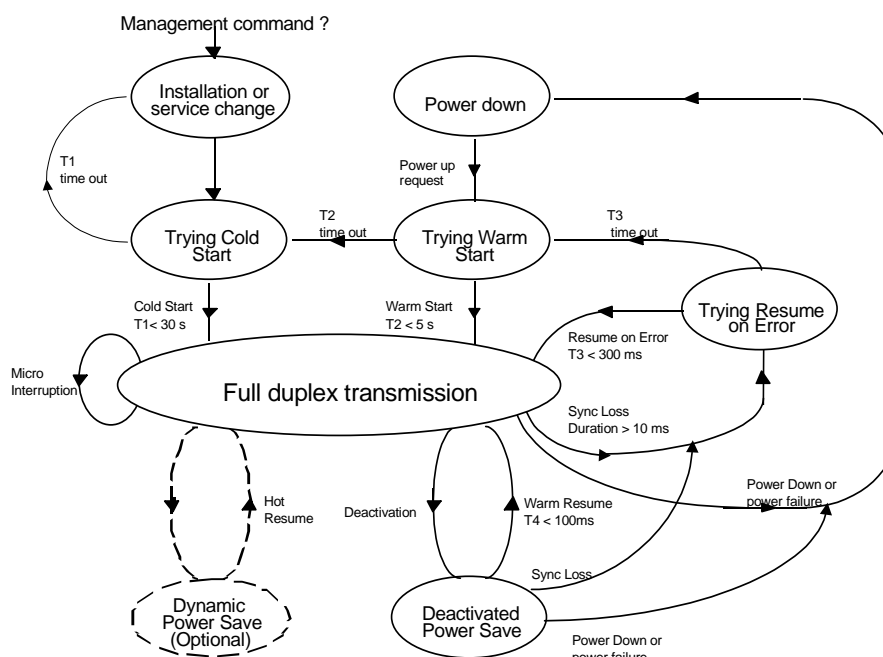 Management command ?
Installation or
service change
Power down
T1
time out
Power up
request
T2
time out
T3
time out
Trying Cold
Start
Trying Warm
Start
Trying Resume
on Error
Cold Start
T1< 30 s
Warm Start
T2 < 5 s
Resume on Error
T3 < 300 ms
Micro
Interruption
Full duplex transmission
Sync Loss
Duration > 10 ms
Power Down or
power failure
Hot
Resume
Deactivation
Warm Resume
T4 < 100ms
Sync Loss
Dynamic
Power Save
(Optional)
Deactivated
Power Save
Power Down or
power failure